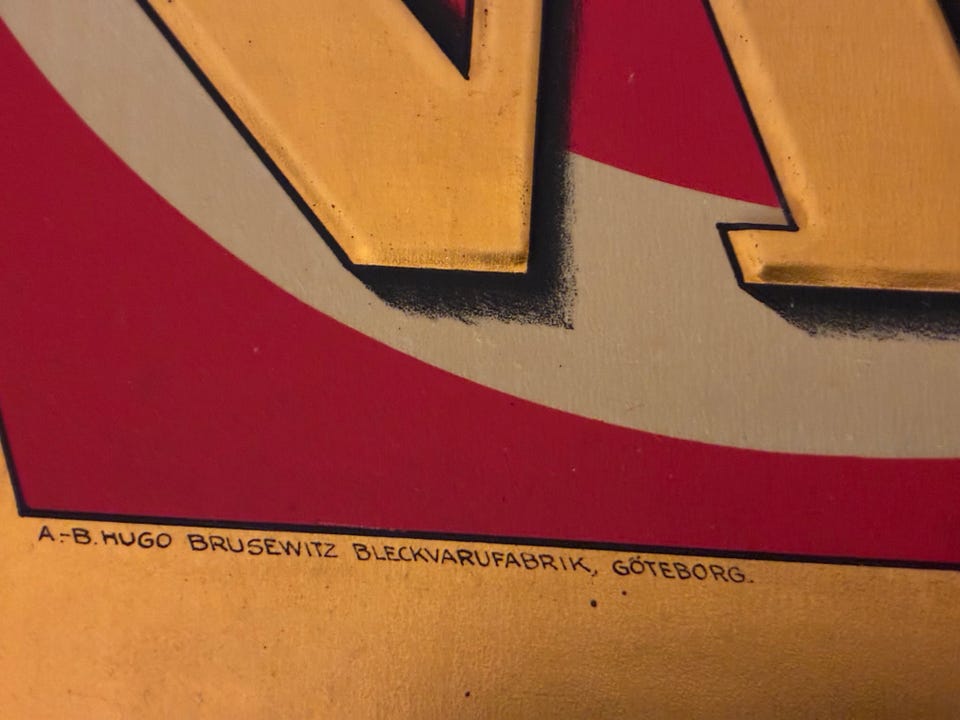 A.-B. HUGO BRUSEWITZ BLECKVARUFABRIK, GÖTEBORG.